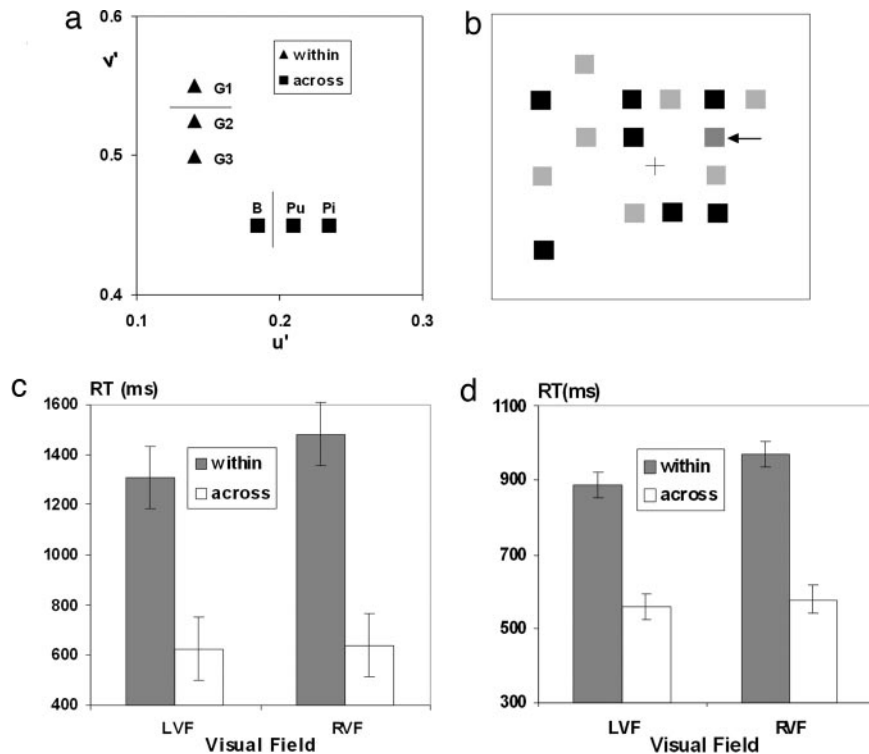 a
0.6
v'
0.5
0.4
0.1
0.2
0.3
u'
within
across
G1
G2
G3
B Pu Pi
b
c
RT (ms)
1600
1400
1200
1000
800
600
400
within
across
LVF
RVF
Visual Field
d
RT(ms)
1100
900
700
500
300
within
across
LVF
RVF
Visual Field